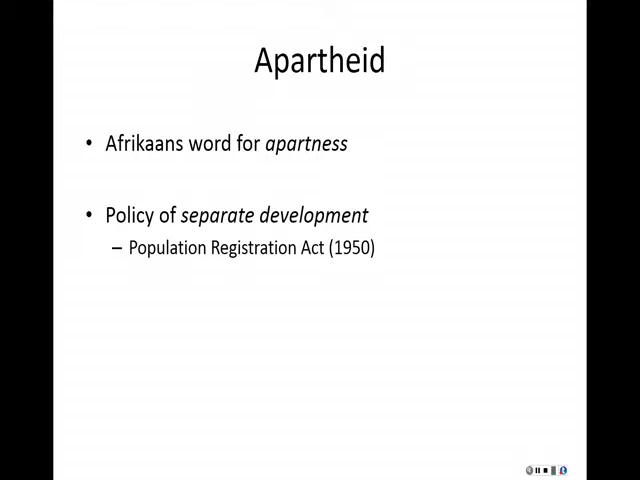 Apartheid
• Afrikaans word for apartness
• Policy of separate development
– Population Registration Act (1950)